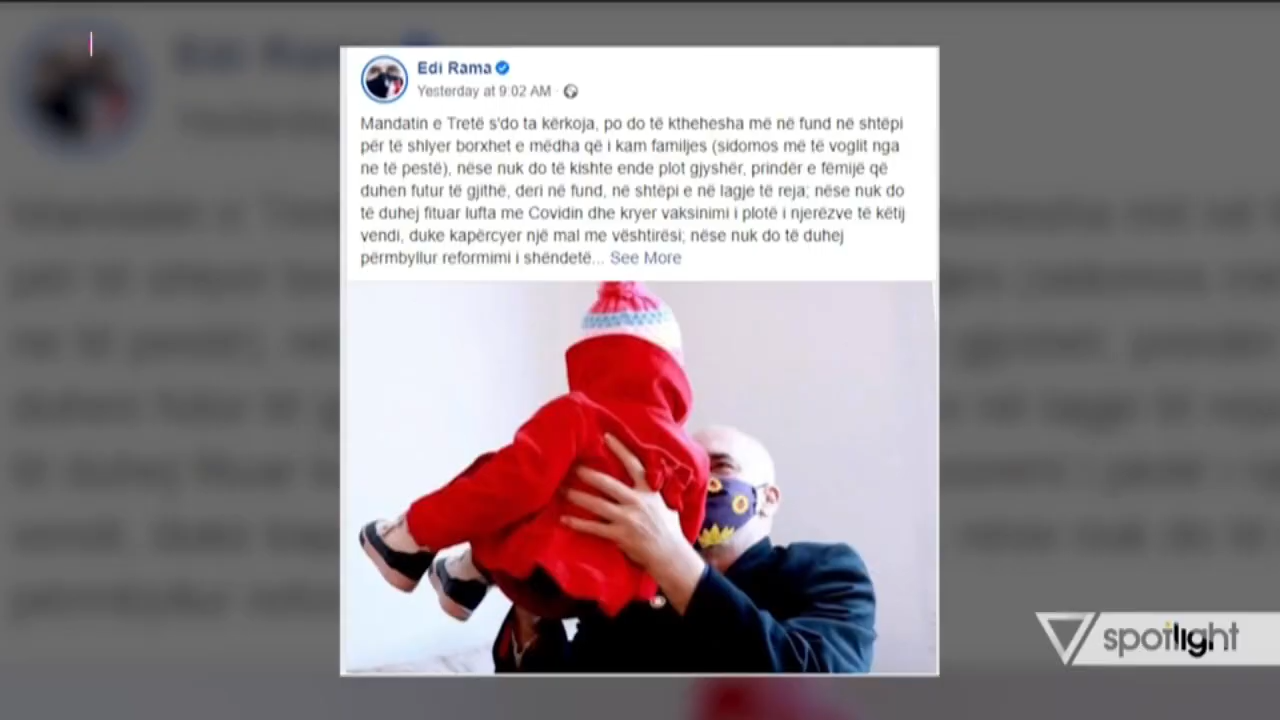 Edi Rama
Yesterday at 9:02 AM ·
Mandatin e Tretë s'do ta kërkoja, po do të kthehesha më në fund në shtëpi
për të shlyer borxhet e mëdha që i kam familjes (sidomos më të voglit nga
ne të pestë), nëse nuk do të kishte ende plot gjyshër, prindër e fëmijë që
duhen futur të gjithë, deri në fund, në shtëpi e në lagje të reja; nëse nuk do
të duhej fituar lufta me Covidin dhe kryer vaksinimi i plotë i njerëzve të këtij
vendi, duke kapërcyer një mal me vështirësi; nëse nuk do të duhej
përmbyllur reformimi i shëndetë... See More
spotlight